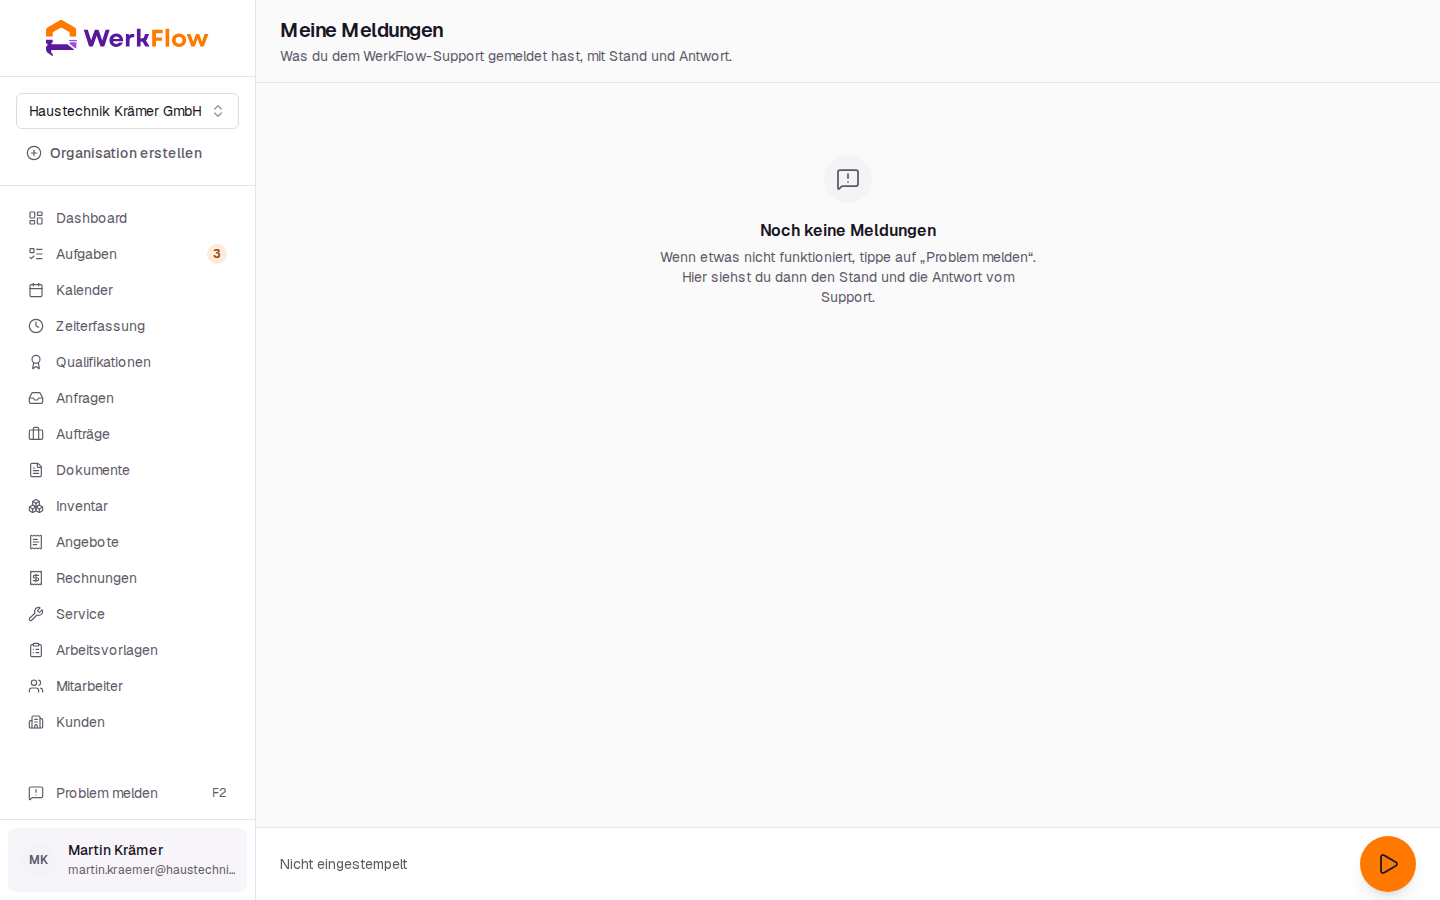 WerkFlow
Haustechnik Krämer GmbH
Organisation erstellen
Dashboard
Aufgaben 3
Kalender
Zeiterfassung
Qualifikationen
Anfragen
Aufträge
Dokumente
Inventar
Angebote
Rechnungen
Service
Arbeitsvorlagen
Mitarbeiter
Kunden
Problem melden F2
MK
Martin Krämer
martin.kraemer@haustechni...
Meine Meldungen
Was du dem WerkFlow-Support gemeldet hast, mit Stand und Antwort.
Noch keine Meldungen
Wenn etwas nicht funktioniert, tippe auf „Problem melden“.
Hier siehst du dann den Stand und die Antwort vom
Support.
Nicht eingestempelt